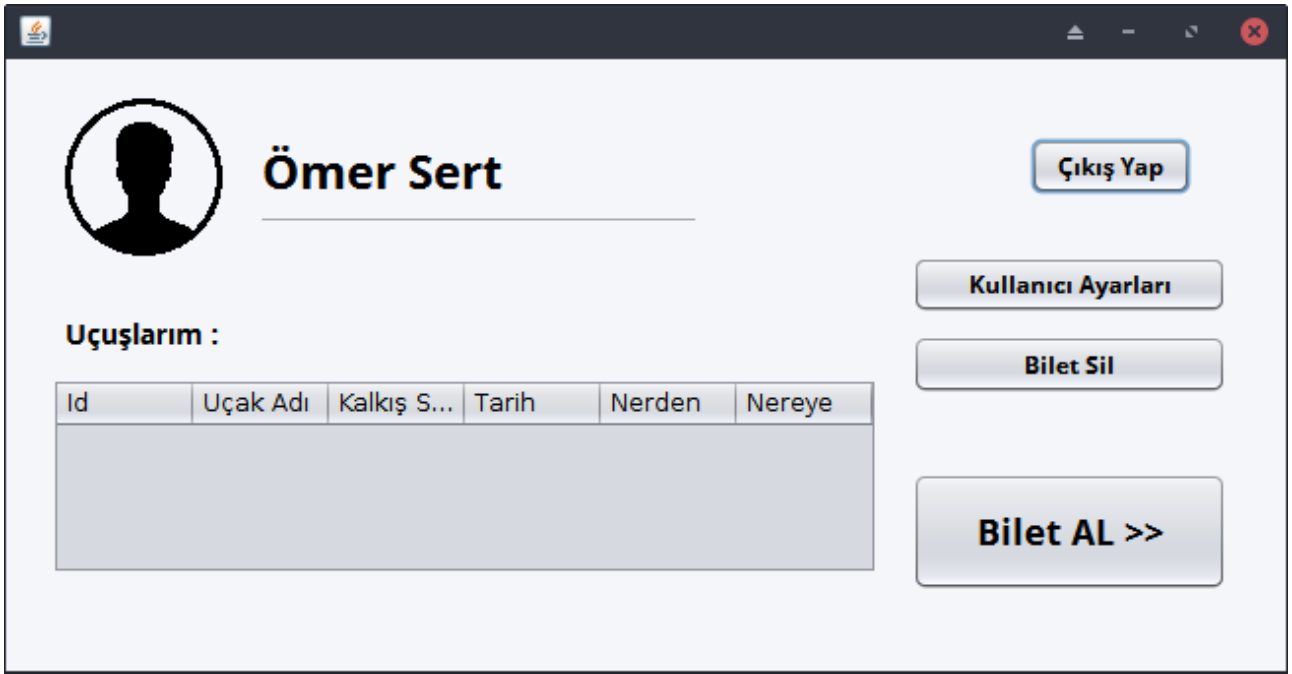 Ömer Sert
Çıkış Yap
Kullanıcı Ayarları
Uçuşlarım :
Bilet Sil
Id Uçak Adı Kalkış S... Tarih Nerden Nereye
Bilet AL >>